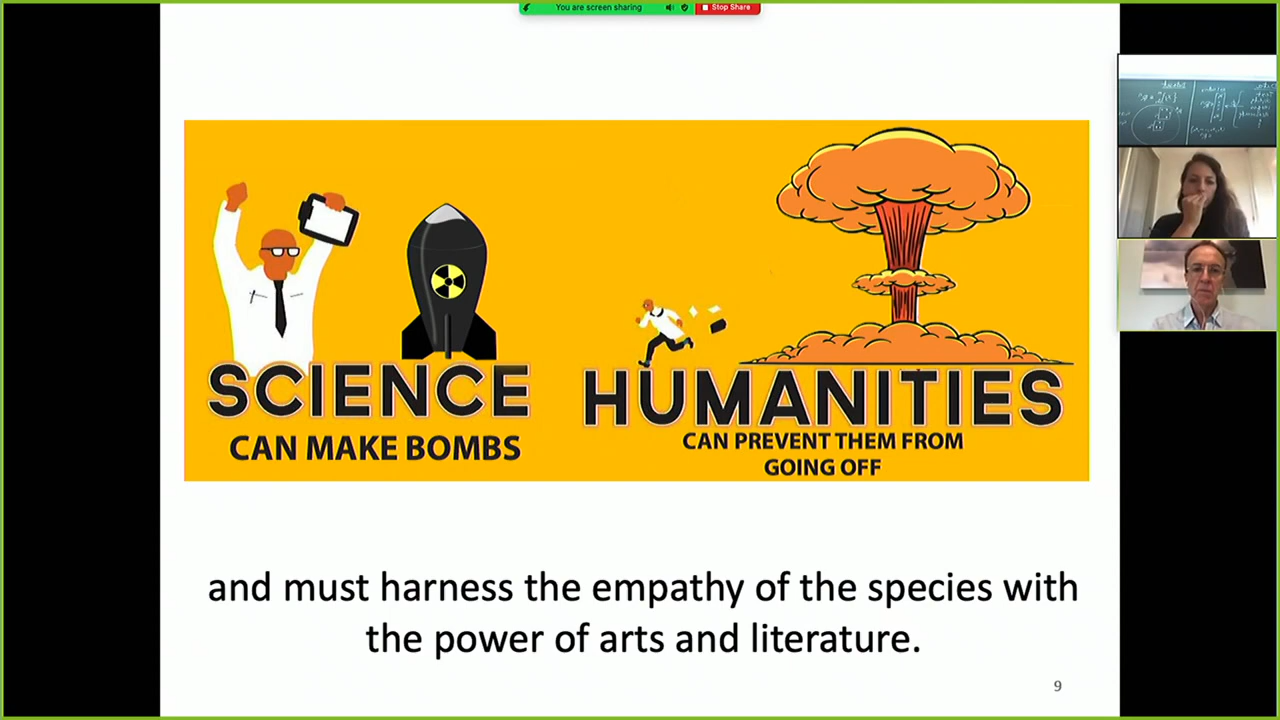 You are screen sharing
Stop Share
SCIENCE
CAN MAKE BOMBS
HUMANITIES
CAN PREVENT THEM FROM
GOING OFF
and must harness the empathy of the species with
the power of arts and literature.
9